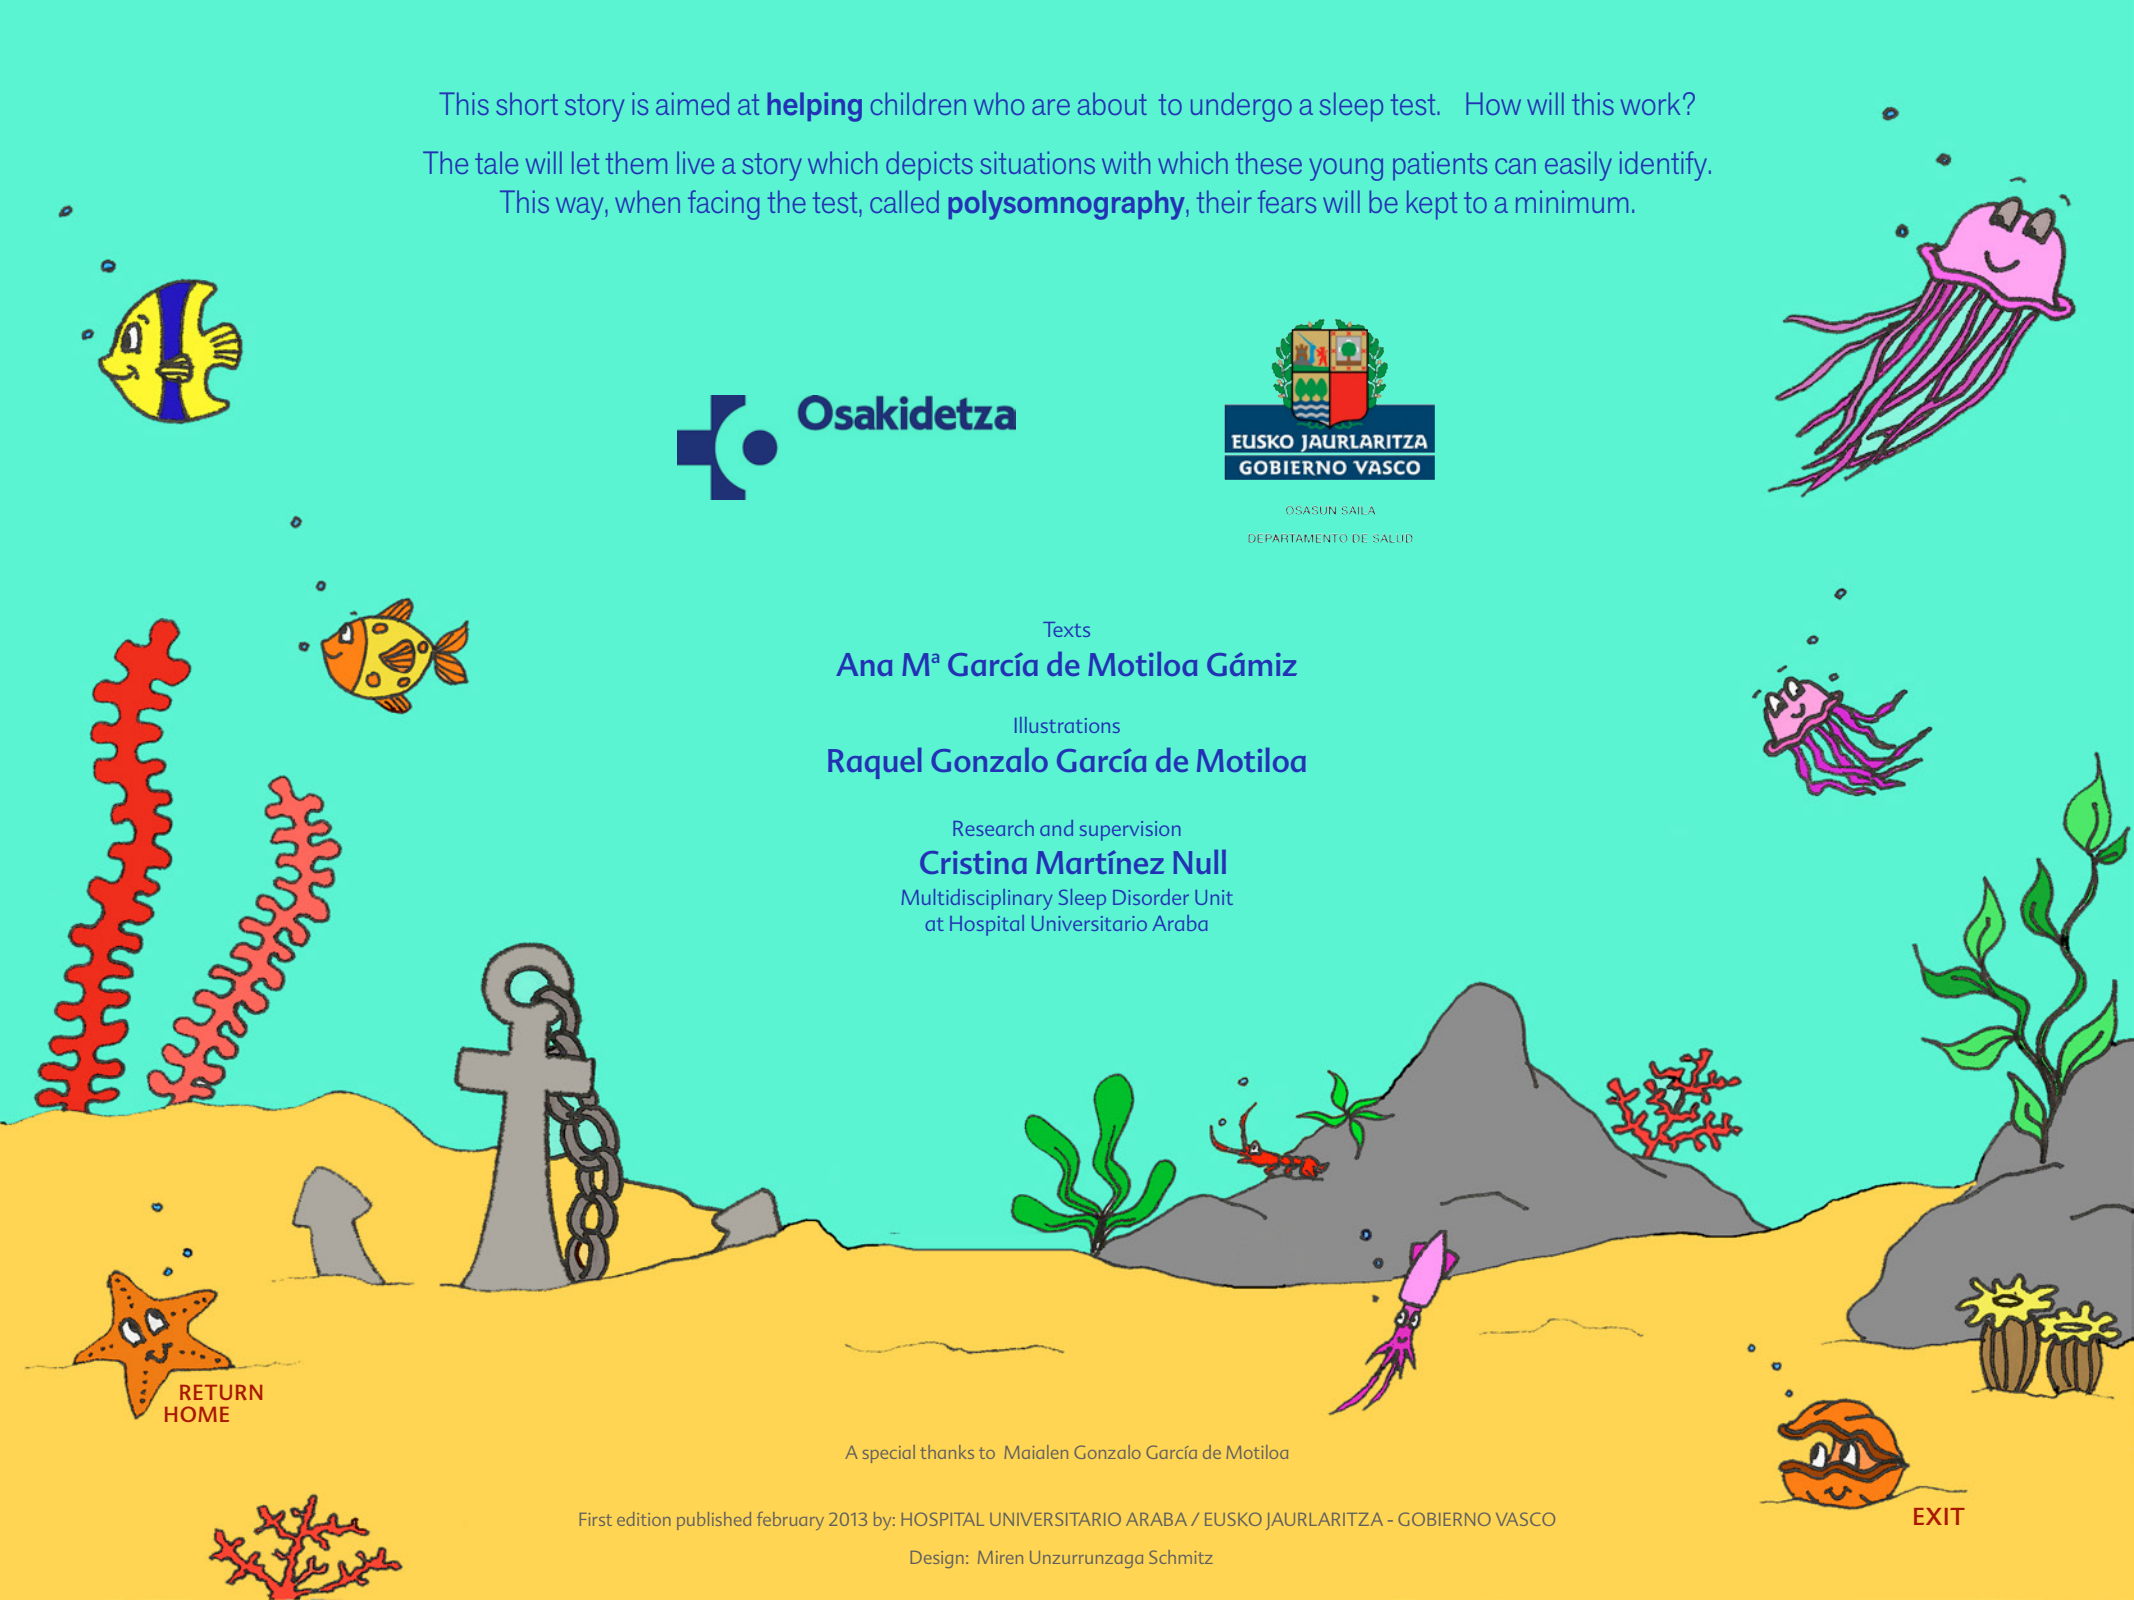 This short story is aimed at helping children who are about to undergo a sleep test. How will this work?
The tale will let them live a story which depicts situations with which these young patients can easily identify.
This way, when facing the test, called polysomnography, their fears will be kept to a minimum.
Osakidetza
EUSKO JAURLARITZA
GOBIERNO VASCO
OSASUN SAILA
DEPARTAMENTO DE SALUD
Texts
Ana Mª García de Motiloa Gámiz
Illustrations
Raquel Gonzalo García de Motiloa
Research and supervision
Cristina Martínez Null
Multidisciplinary Sleep Disorder Unit
at Hospital Universitario Araba
RETURN
HOME
A special thanks to Maialen Gonzalo García de Motiloa
First edition published february 2013 by: HOSPITAL UNIVERSITARIO ARABA / EUSKO JAURLARITZA - GOBIERNO VASCO
EXIT
Design: Miren Unzurrunzaga Schmitz